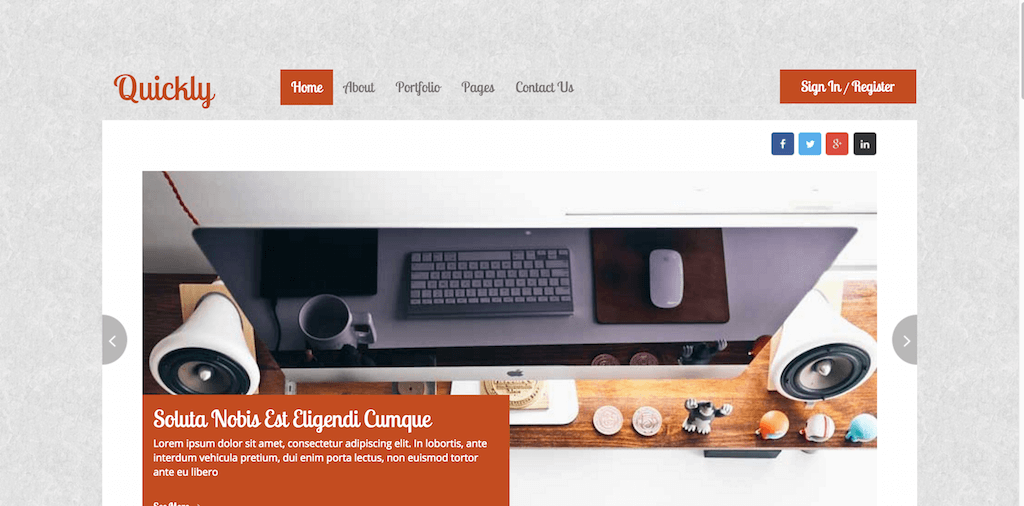 Quickly
Home About Portfolio Pages Contact Us
Sign In / Register
Soluta Nobis Est Eligendi Cumque
Lorem ipsum dolor sit amet, consectetur adipiscing elit. In lobortis, ante
interdum vehicula pretium, dui enim porta lectus, non euismod tortor
ante eu libero
See More →